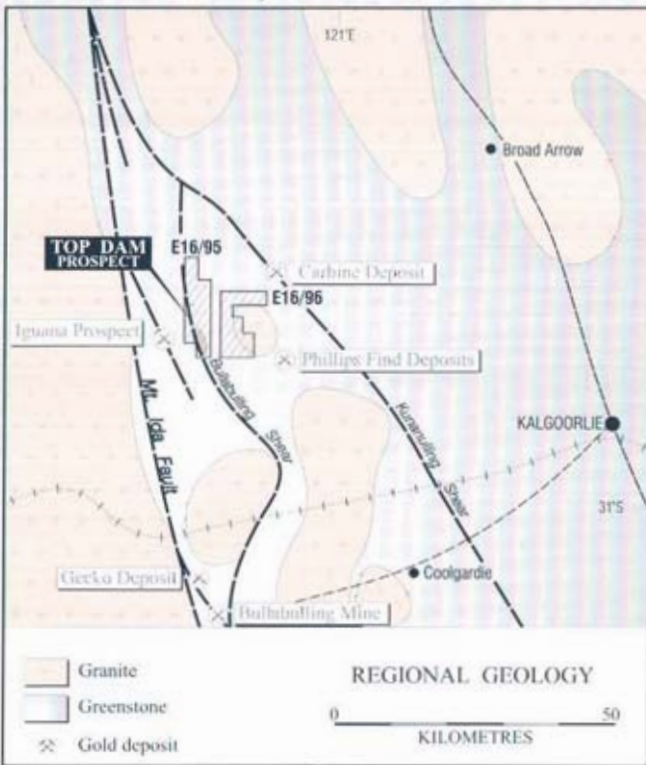 121°E
Broad Arrow
TOP DAM
PROSPECT
E16/95
Carbine Deposit
E16/96
Iguana Prospect
Phillips Find Deposits
Bullabulling Shear
Mt. Ida Fault
Kunanulling Shear
KALGOORLIE
31°S
Gecko Deposit
Coolgardie
Bullabulling Mine
Granite
Greenstone
Gold deposit
REGIONAL GEOLOGY
0 50
KILOMETRES